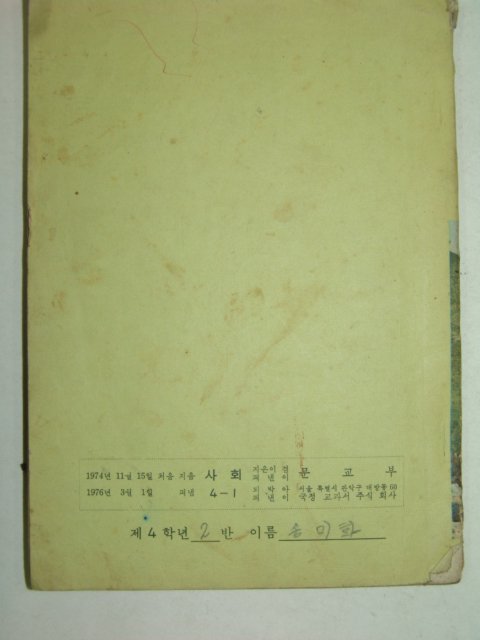 1974년 11월 15일 처음 지음 사 회 지은이 겸 펴 낸 이 문 교 부
1976년 3월 1일 펴냄 4-1 되 박 아 펴 낸 이 서울 특별시 관악구 대방동 60 국정 교과서 주식 회사
제 4 학년 2 반 이름 송 미 화